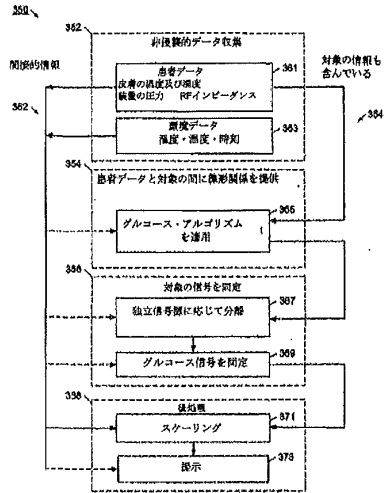 350
352
非侵襲的データ収集
間接的情報
対象の情報も
含んでいる
患者データ
361
皮膚の温度及び湿度
装置の圧力 RFインピーダンス
362
364
環境データ
363
温度・湿度・時刻
354
患者データと対象の間に線形関係を提供
365
グルコース・アルゴリズム
を適用
356
対象の信号を同定
367
独立信号源に応じて分離
369
グルコース信号を同定
358
後処理
371
スケーリング
373
提示